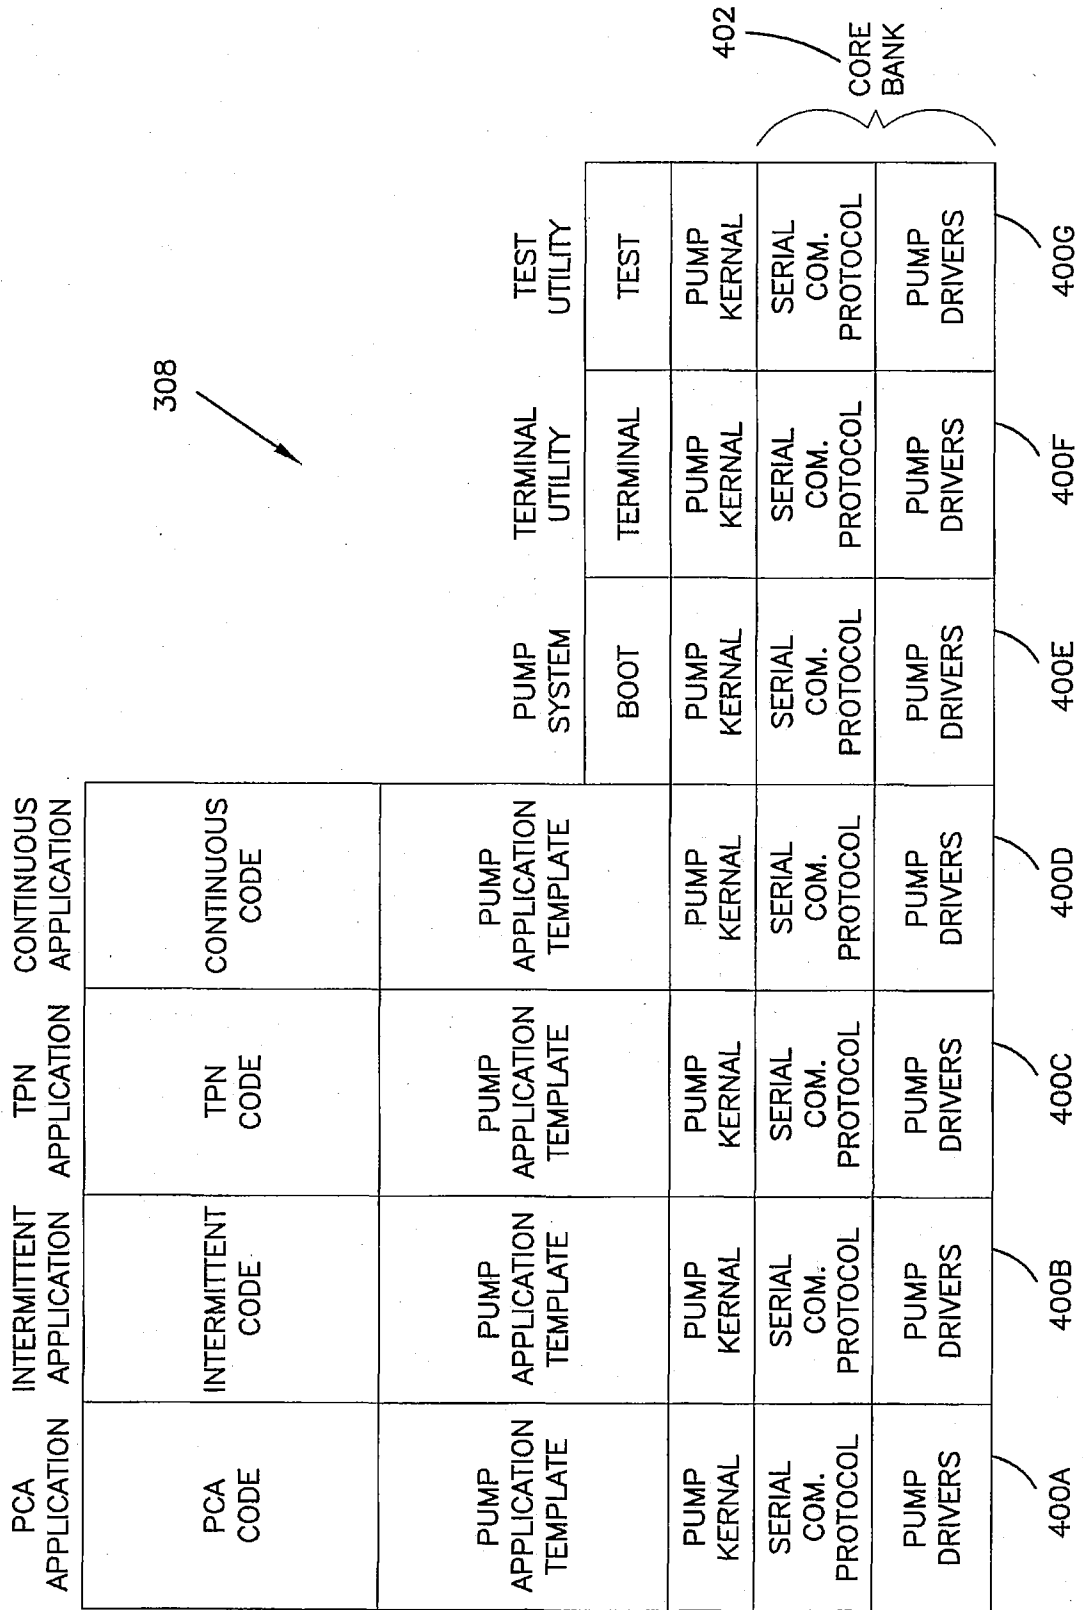 308
402
CORE
BANK
PCA
APPLICATION
INTERMITTENT
APPLICATION
TPN
APPLICATION
CONTINUOUS
APPLICATION
PUMP
SYSTEM
TERMINAL
UTILITY
TEST
UTILITY
PCA
CODE
INTERMITTENT
CODE
TPN
CODE
CONTINUOUS
CODE
PUMP
APPLICATION
TEMPLATE
PUMP
APPLICATION
TEMPLATE
PUMP
APPLICATION
TEMPLATE
PUMP
APPLICATION
TEMPLATE
BOOT
TERMINAL
TEST
PUMP
KERNAL
PUMP
KERNAL
PUMP
KERNAL
PUMP
KERNAL
PUMP
KERNAL
PUMP
KERNAL
PUMP
KERNAL
SERIAL
COM.
PROTOCOL
SERIAL
COM.
PROTOCOL
SERIAL
COM.
PROTOCOL
SERIAL
COM.
PROTOCOL
SERIAL
COM.
PROTOCOL
SERIAL
COM.
PROTOCOL
SERIAL
COM.
PROTOCOL
PUMP
DRIVERS
PUMP
DRIVERS
PUMP
DRIVERS
PUMP
DRIVERS
PUMP
DRIVERS
PUMP
DRIVERS
PUMP
DRIVERS
400A
400B
400C
400D
400E
400F
400G